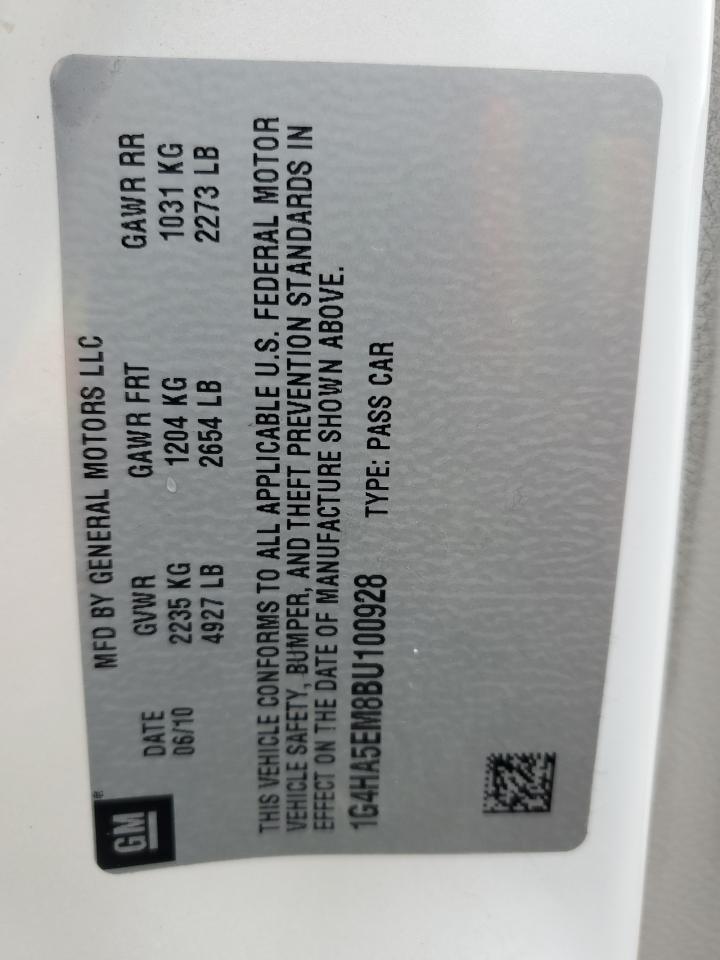 GM®
MFD BY GENERAL MOTORS LLC
DATE GVWR GAWR FRT GAWR RR
06/10 2235 KG 1204 KG 1031 KG
4927 LB 2654 LB 2273 LB
THIS VEHICLE CONFORMS TO ALL APPLICABLE U.S. FEDERAL MOTOR
VEHICLE SAFETY, BUMPER, AND THEFT PREVENTION STANDARDS IN
EFFECT ON THE DATE OF MANUFACTURE SHOWN ABOVE.
1G4HA5EM8BU100928 TYPE: PASS CAR